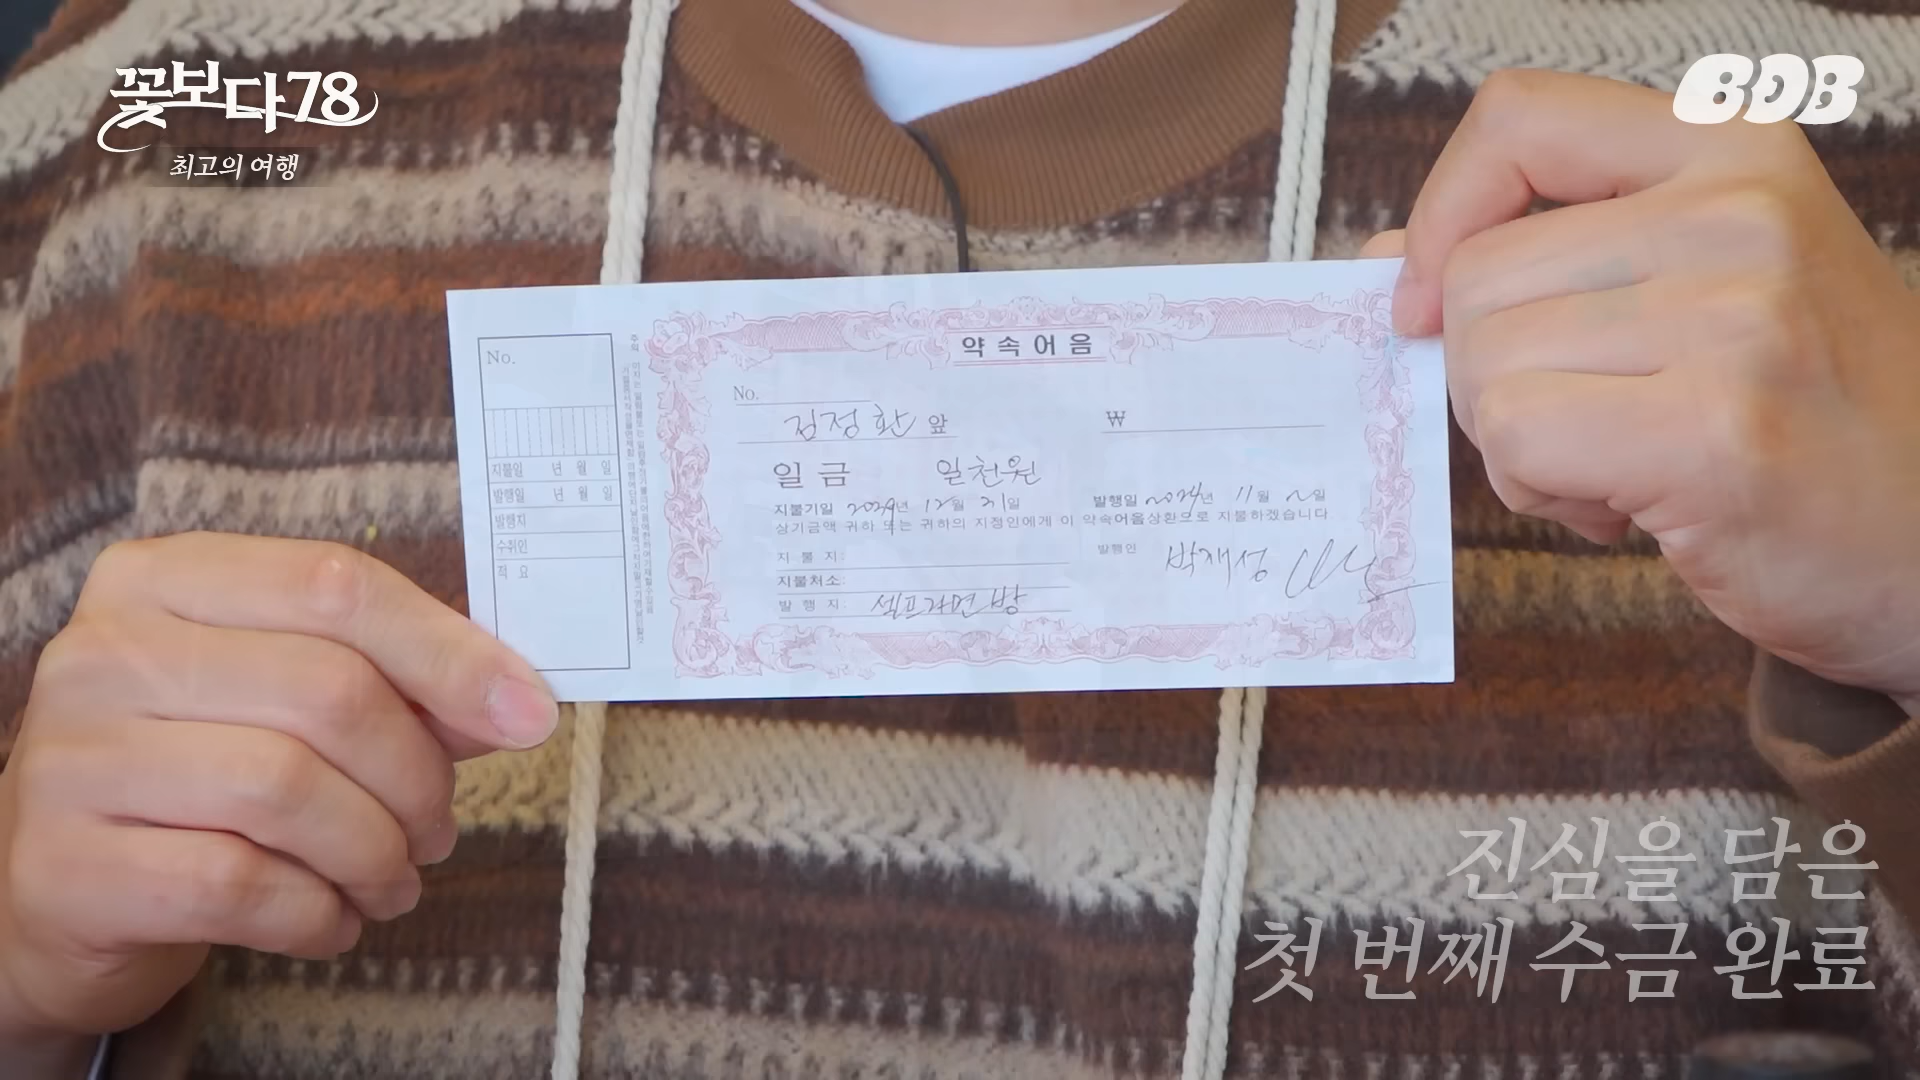 꽃보다78
최고의 여행
BDB
약속어음
No.
No.
김정환 앞
₩
일금 일천원
지불기일 2029년 12월 31일
발행일 2024년 11월 2일
상기금액 귀하 또는 귀하의 지정인에게 이 약속어음상환으로 지불하겠습니다.
지불지:
지불처소:
발행지: 셀프라면방
발행인 박재성
지불일 년 월 일
발행일 년 월 일
발행지
수취인
적요
주의
진심을 담은
첫 번째 수금 완료